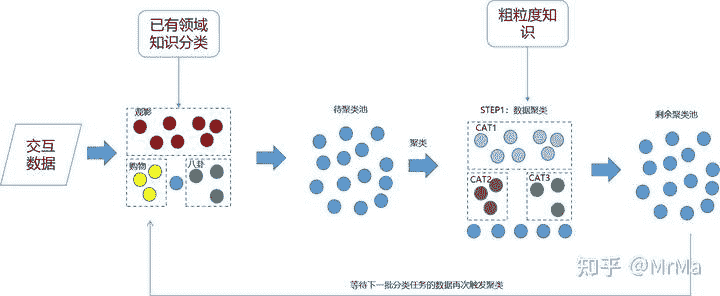 已有领域
知识分类
粗粒度知
识
交互
数据
观影
购物
八卦
待聚类池
聚类
STEP1：数据聚类
CAT1
CAT2
CAT3
剩余聚类池
等待下一批分类任务的数据再次触发聚类
知乎 @MrMa